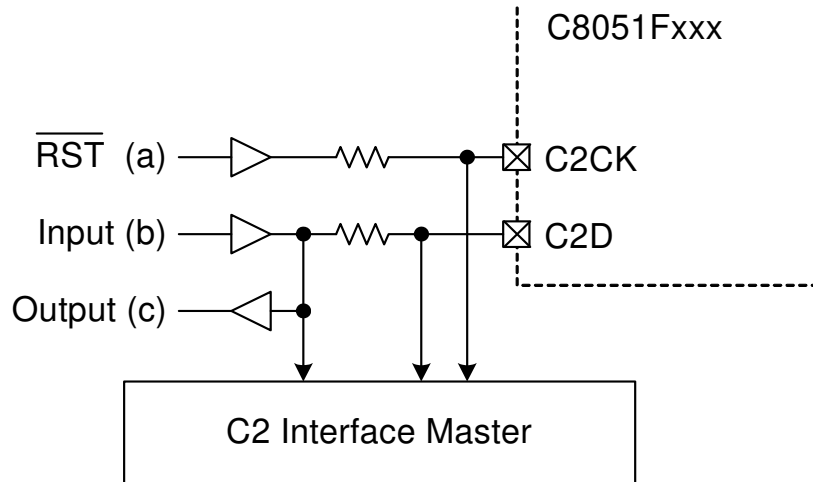 C8051Fxxx
RST (a)
C2CK
Input (b)
C2D
Output (c)
C2 Interface Master